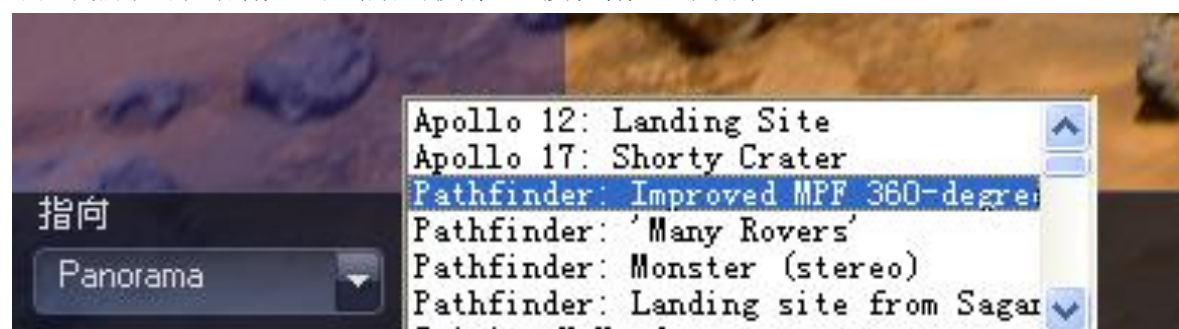 Apollo 12: Landing Site
Apollo 17: Shorty Crater
Pathfinder: Improved MPF 360-degre
Pathfinder: 'Many Rovers'
Pathfinder: Monster (stereo)
Pathfinder: Landing site from Sagan
指向
Panorama